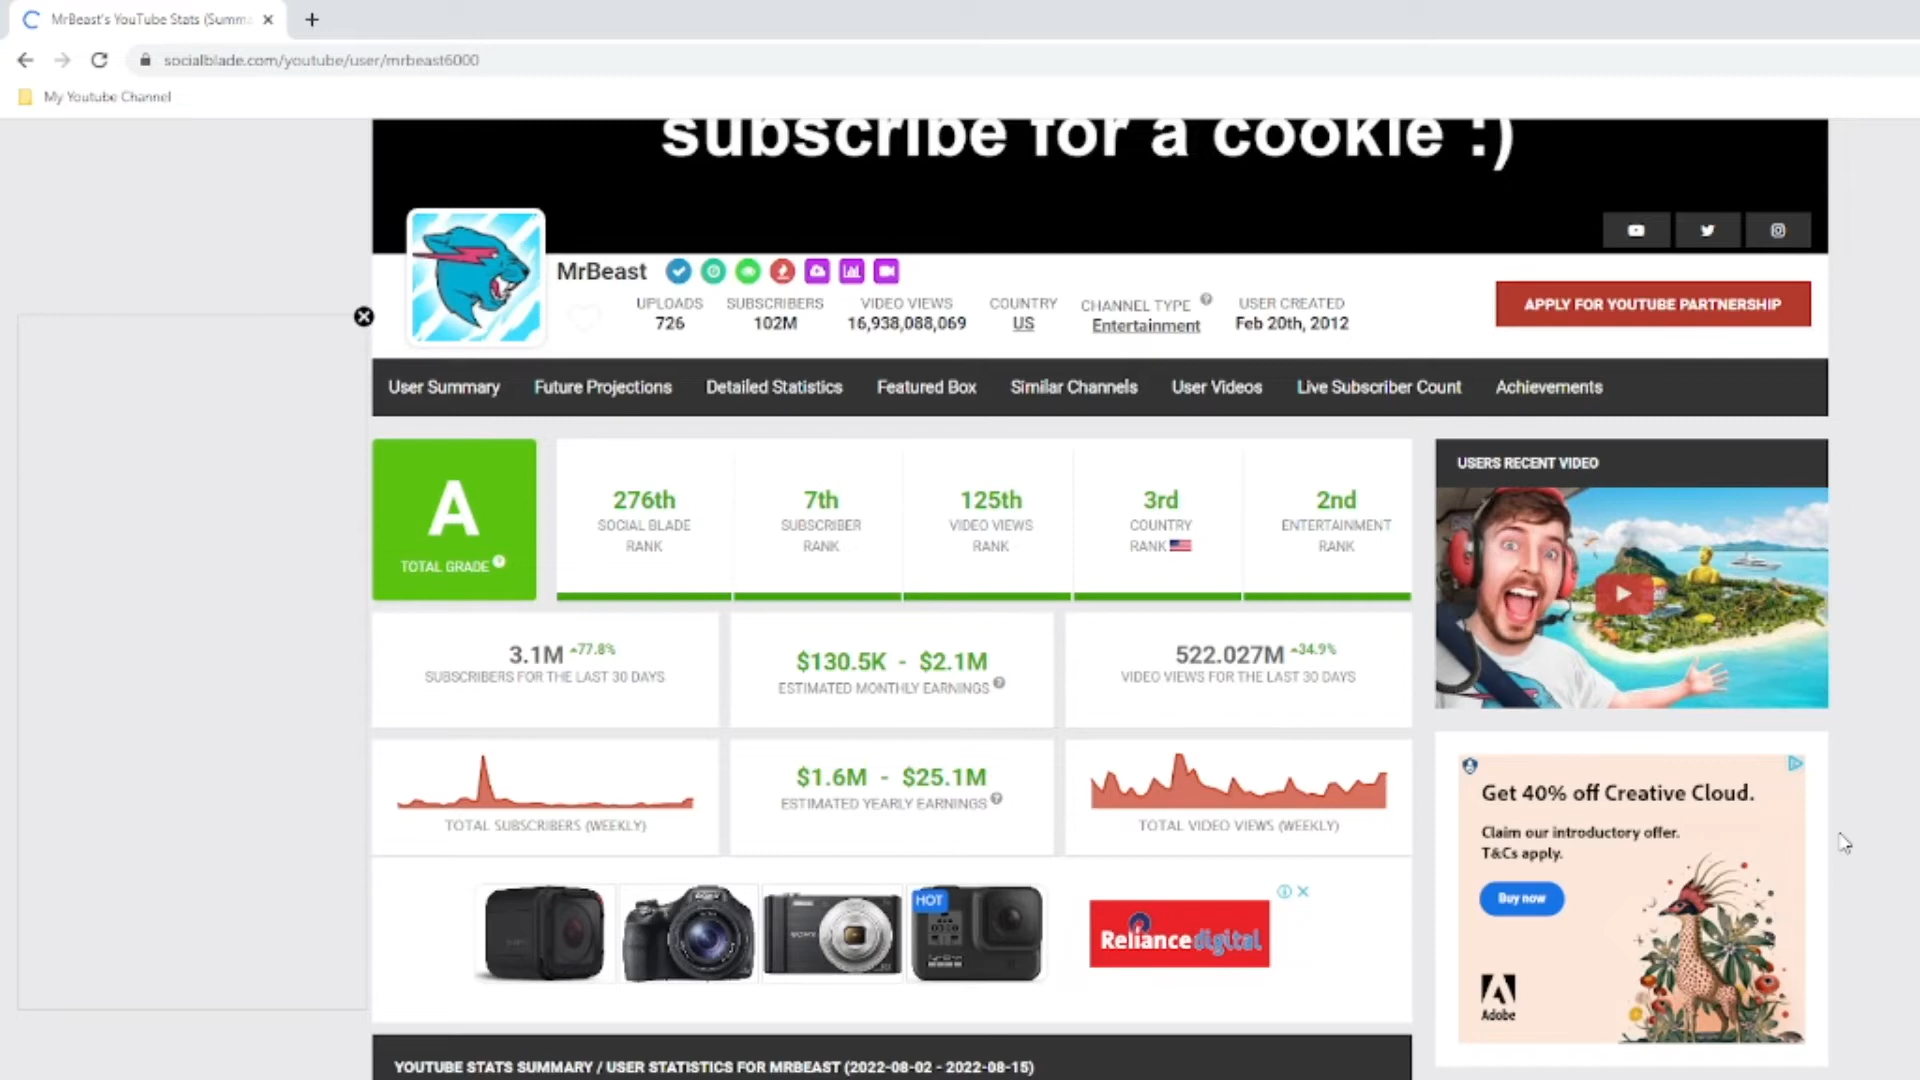 MrBeast's YouTube Stats (Summa
socialblade.com/youtube/user/mrbeast6000
My Youtube Channel
subscribe for a cookie :)
MrBeast
UPLOADS
726
SUBSCRIBERS
102M
VIDEO VIEWS
16,938,088,069
COUNTRY
US
CHANNEL TYPE
Entertainment
USER CREATED
Feb 20th, 2012
APPLY FOR YOUTUBE PARTNERSHIP
User Summary Future Projections Detailed Statistics Featured Box Similar Channels User Videos Live Subscriber Count Achievements
A
TOTAL GRADE
276th
SOCIAL BLADE
RANK
7th
SUBSCRIBER
RANK
125th
VIDEO VIEWS
RANK
3rd
COUNTRY
RANK
2nd
ENTERTAINMENT
RANK
USERS RECENT VIDEO
3.1M 77.8%
SUBSCRIBERS FOR THE LAST 30 DAYS
$130.5K - $2.1M
ESTIMATED MONTHLY EARNINGS
522.027M 34.9%
VIDEO VIEWS FOR THE LAST 30 DAYS
TOTAL SUBSCRIBERS (WEEKLY)
$1.6M - $25.1M
ESTIMATED YEARLY EARNINGS
TOTAL VIDEO VIEWS (WEEKLY)
Get 40% off Creative Cloud.
Claim our introductory offer.
T&Cs apply.
Buy now
Adobe
SONY
HOT
Reliance digital
YOUTUBE STATS SUMMARY / USER STATISTICS FOR MRBEAST (2022-08-02 - 2022-08-15)